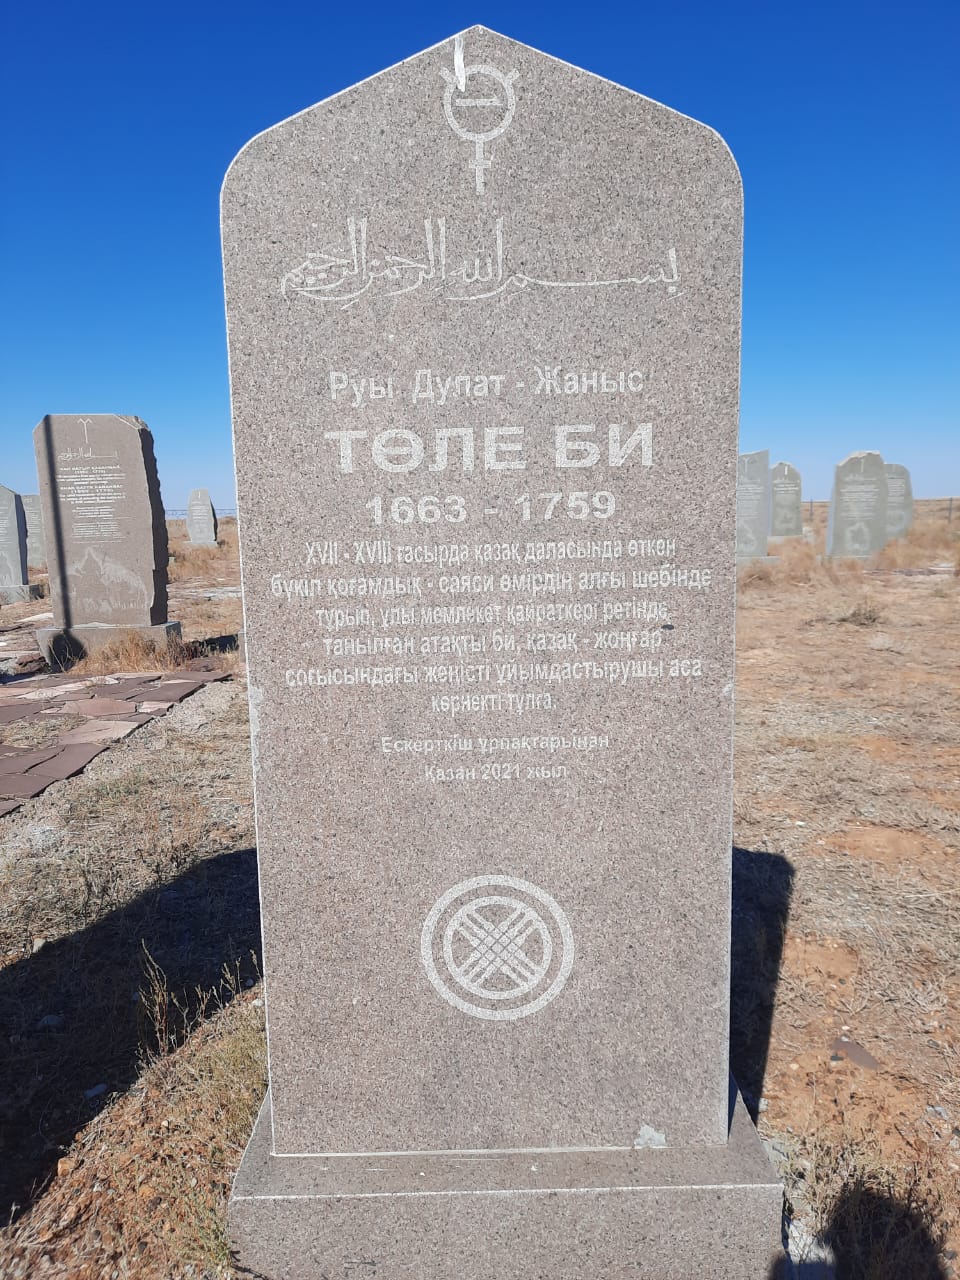 بسم الله الرحمن الرحيم
Руы Дулат - Жаныс
ТӨЛЕ БИ
1663 - 1759
XVII - XVIII ғасырда қазақ даласында өткен
бүкіл қоғамдық - саяси өмірдің алғы шебінде
тұрып, ұлы мемлекет қайраткері ретінде
танылған атақты би, қазақ - жоңғар
соғысындағы жеңісті ұйымдастырушы аса
көрнекті тұлға.
Ескерткіш ұрпақтарынан
Қазан 2021 жыл